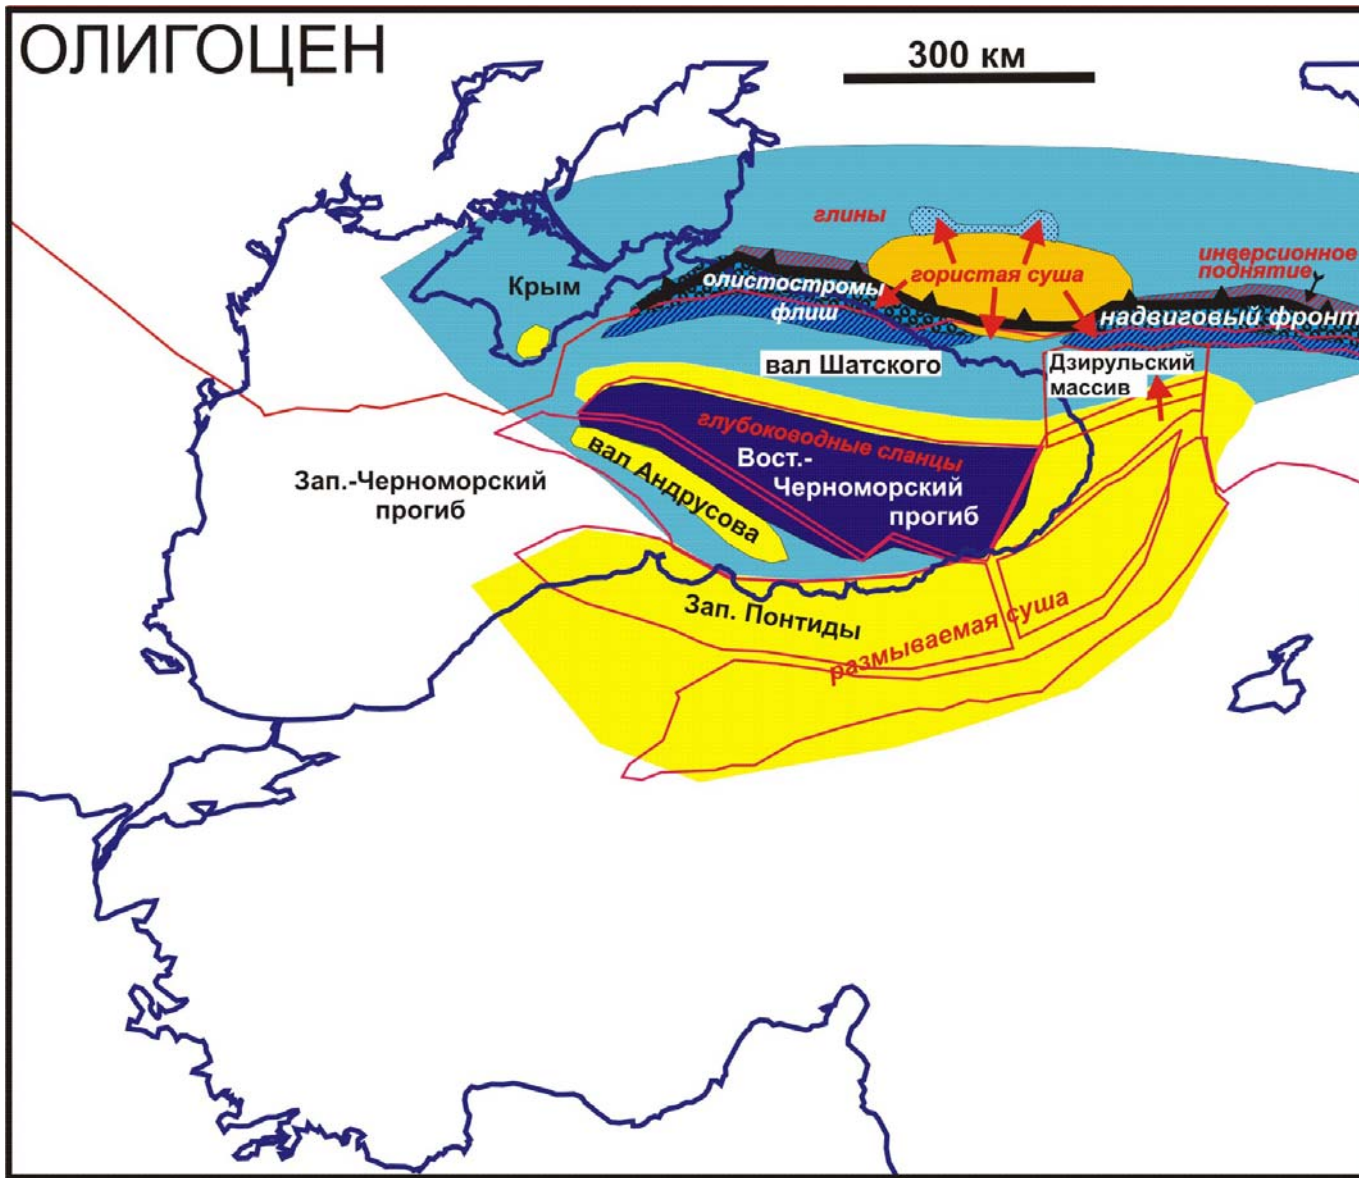 ОЛИГОЦЕН
300 км
глины
инверсионное
поднятие
гористая суша
Крым
олистостромы
флиш
надвиговый фронт
вал Шатского
Дзирульский
массив
глубоководные сланцы
вал Андрусова
Вост.-
Черноморский
прогиб
Зап.-Черноморский
прогиб
Зап. Понтиды
размываемая суша